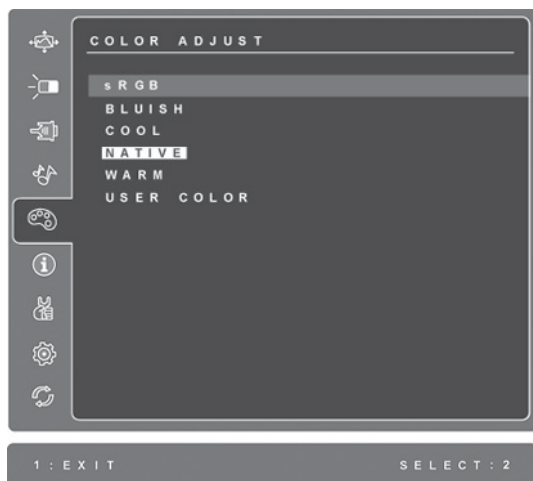 COLOR ADJUST
sRGB
BLUISH
COOL
NATIVE
WARM
USER COLOR
1:EXIT SELECT:2